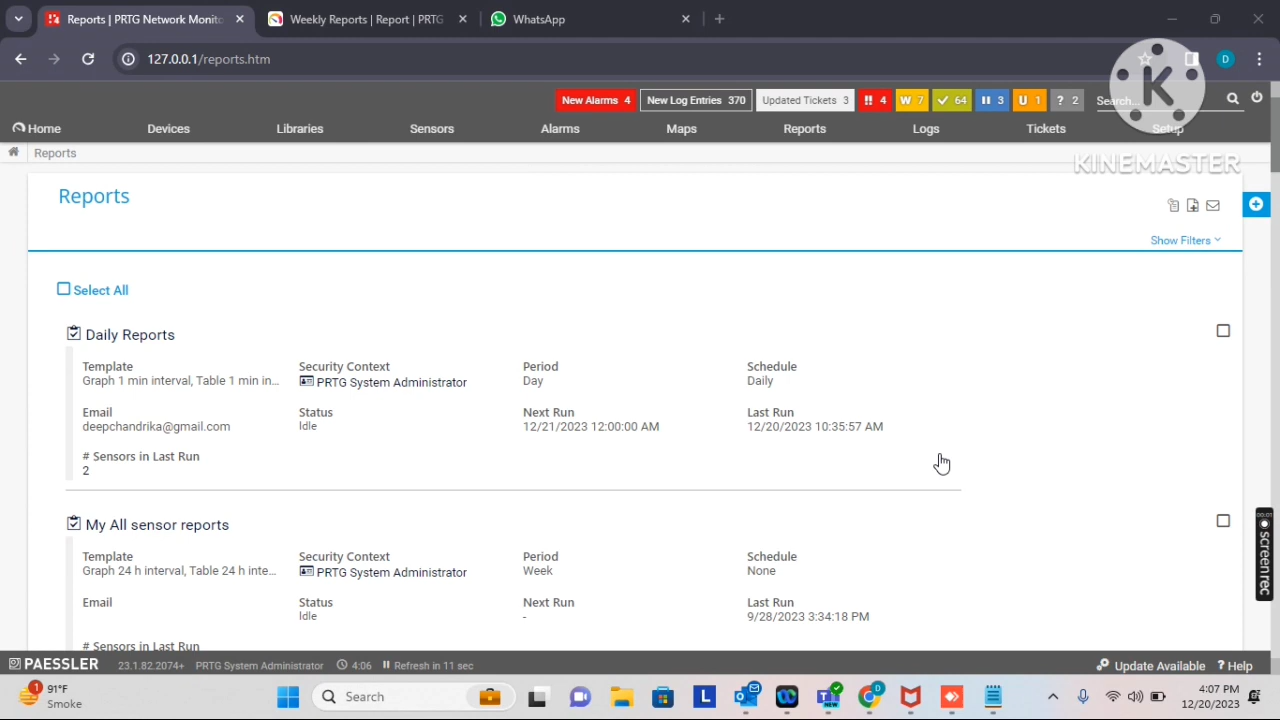 Reports | PRTG Network Monito
Weekly Reports | Report | PRTG
WhatsApp
127.0.0.1/reports.htm
New Alarms 4
New Log Entries 370
Updated Tickets 3
!! 4
W 7
64
3
U 1
? 2
Search...
Home
Devices
Libraries
Sensors
Alarms
Maps
Reports
Logs
Tickets
Setup
K
KINEMASTER
Reports
Reports
Show Filters
Select All
Daily Reports
Template Security Context Period Schedule
Graph 1 min interval, Table 1 min in... PRTG System Administrator Day Daily
Email Status Next Run Last Run
deepchandrika@gmail.com Idle 12/21/2023 12:00:00 AM 12/20/2023 10:35:57 AM
# Sensors in Last Run
2
My All sensor reports
Template Security Context Period Schedule
Graph 24 h interval, Table 24 h inte... PRTG System Administrator Week None
Email Status Next Run Last Run
Idle - 9/28/2023 3:34:18 PM
# Sensors in Last Run
screen rec
PAESSLER 23.1.82.2074+ PRTG System Administrator 4:06 Refresh in 11 sec Update Available ? Help
1
91°F
Smoke
Search
L
NEW
D
4:07 PM
12/20/2023